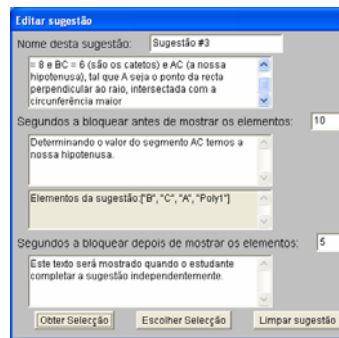 Editar sugestão
Nome desta sugestão: Sugestão #3
= 8 e BC = 6 (são os catetos) e AC (a nossa
hipotenusa), tal que A seja o ponto da recta
perpendicular ao raio, intersectada com a
circunferência maior
Segundos a bloquear antes de mostrar os elementos: 10
Determinando o valor do segmento AC temos a
nossa hipotenusa.
Elementos da sugestão:["B", "C", "A", "Poly1"]
Segundos a bloquear depois de mostrar os elementos: 5
Este texto será mostrado quando o estudante
completar a sugestão independentemente.
Obter Selecção Escolher Selecção Limpar sugestão